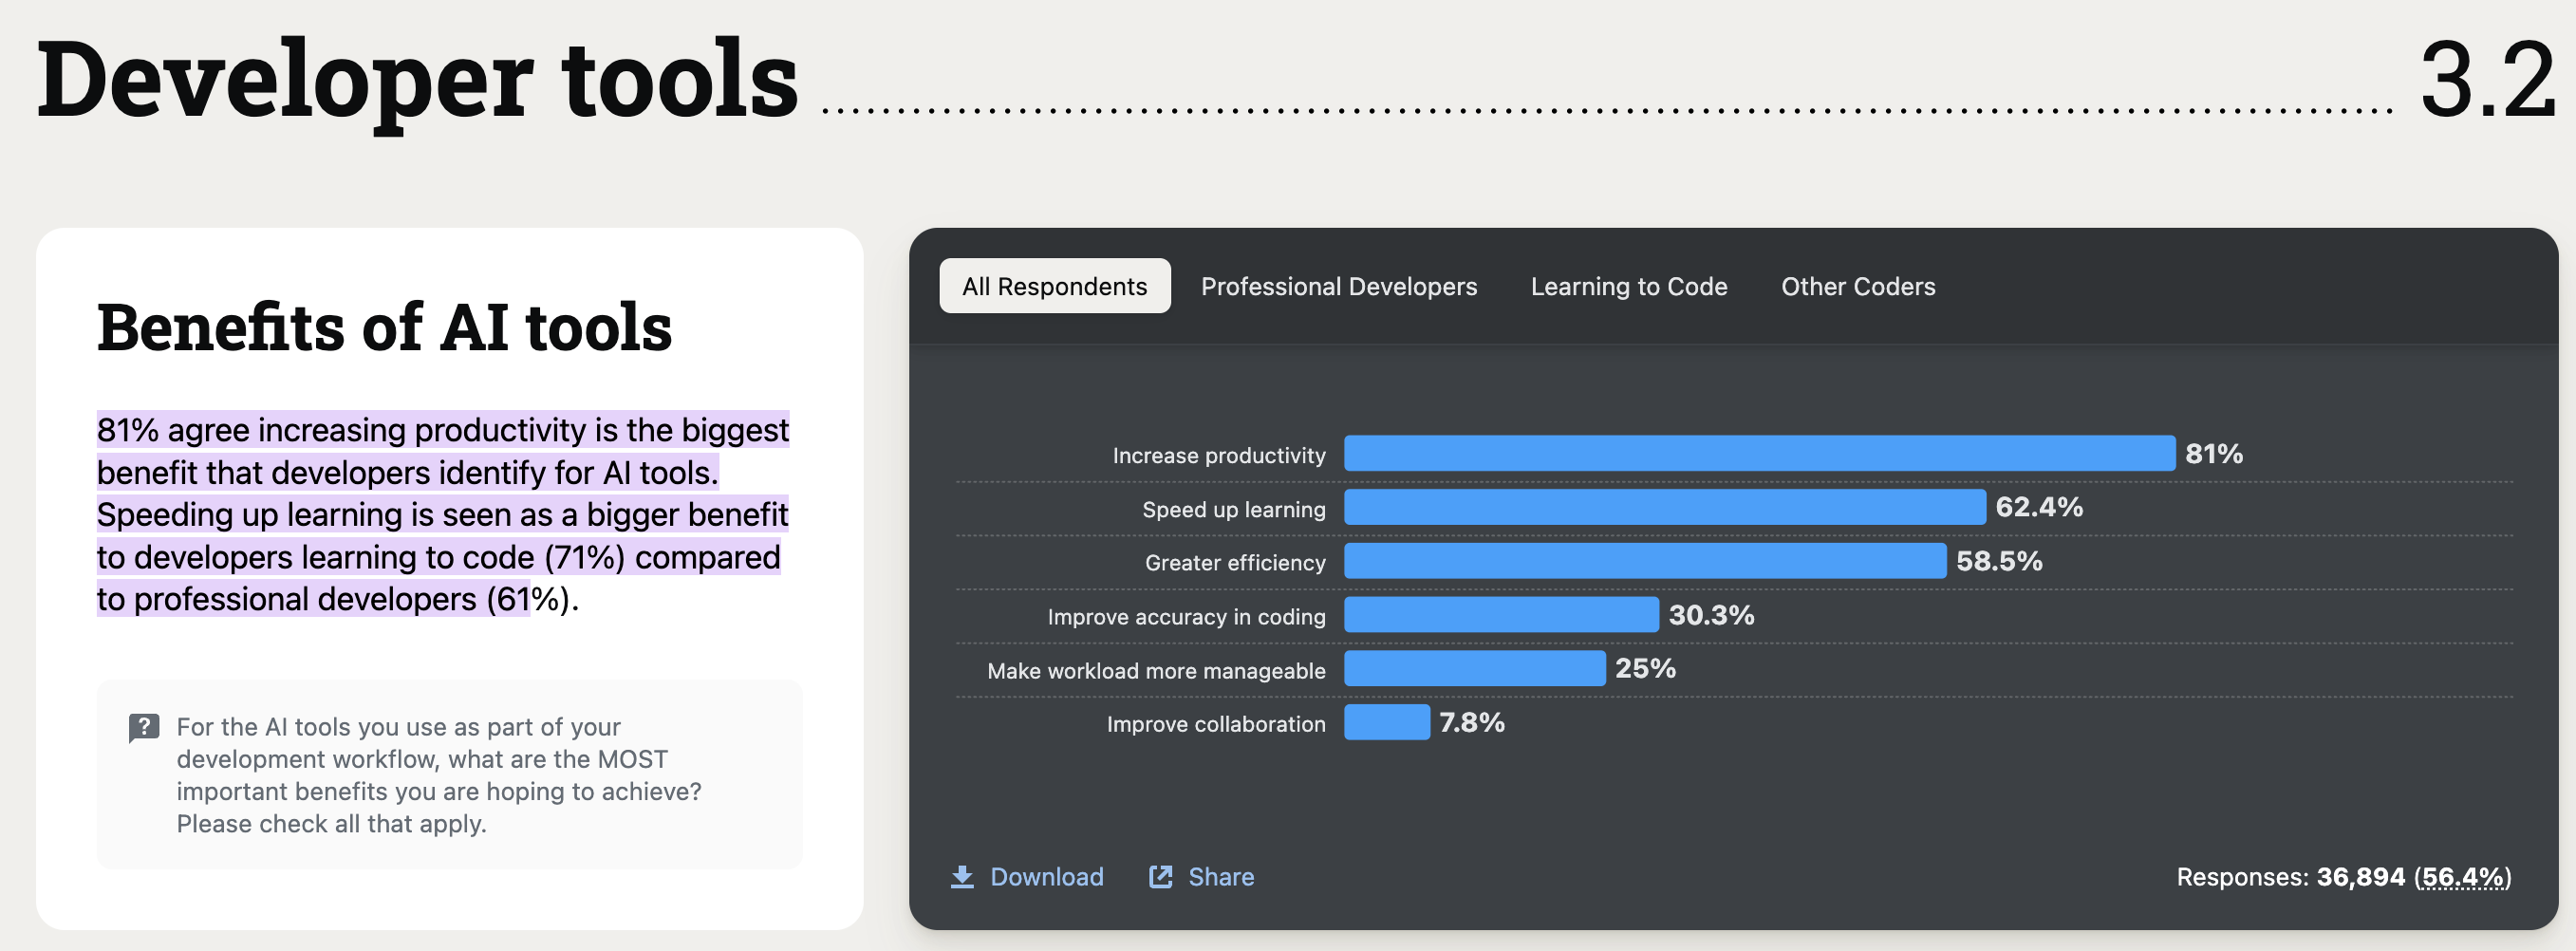 Developer tools 3.2
Benefits of AI tools
81% agree increasing productivity is the biggest
benefit that developers identify for AI tools.
Speeding up learning is seen as a bigger benefit
to developers learning to code (71%) compared
to professional developers (61%).
For the AI tools you use as part of your
development workflow, what are the MOST
important benefits you are hoping to achieve?
Please check all that apply.
All Respondents Professional Developers Learning to Code Other Coders
Increase productivity 81%
Speed up learning 62.4%
Greater efficiency 58.5%
Improve accuracy in coding 30.3%
Make workload more manageable 25%
Improve collaboration 7.8%
Download Share Responses: 36,894 (56.4%)